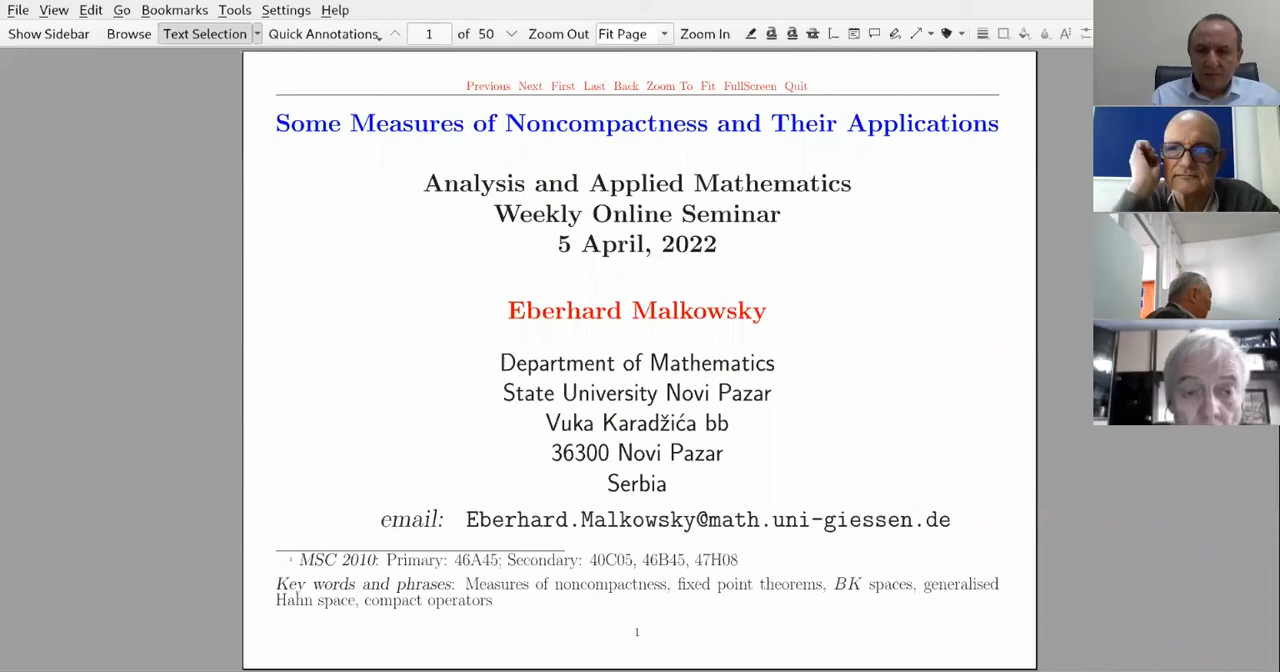 File View Edit Go Bookmarks Tools Settings Help
Show Sidebar Browse Text Selection Quick Annotations 1 of 50 Zoom Out Fit Page Zoom In
Previous Next First Last Back Zoom To Fit FullScreen Quit
Some Measures of Noncompactness and Their Applications
Analysis and Applied Mathematics
Weekly Online Seminar
5 April, 2022
Eberhard Malkowsky
Department of Mathematics
State University Novi Pazar
Vuka Karadžića bb
36300 Novi Pazar
Serbia
email: Eberhard.Malkowsky@math.uni-giessen.de
¹ MSC 2010: Primary: 46A45; Secondary: 40C05, 46B45, 47H08
Key words and phrases: Measures of noncompactness, fixed point theorems, BK spaces, generalised
Hahn space, compact operators
1